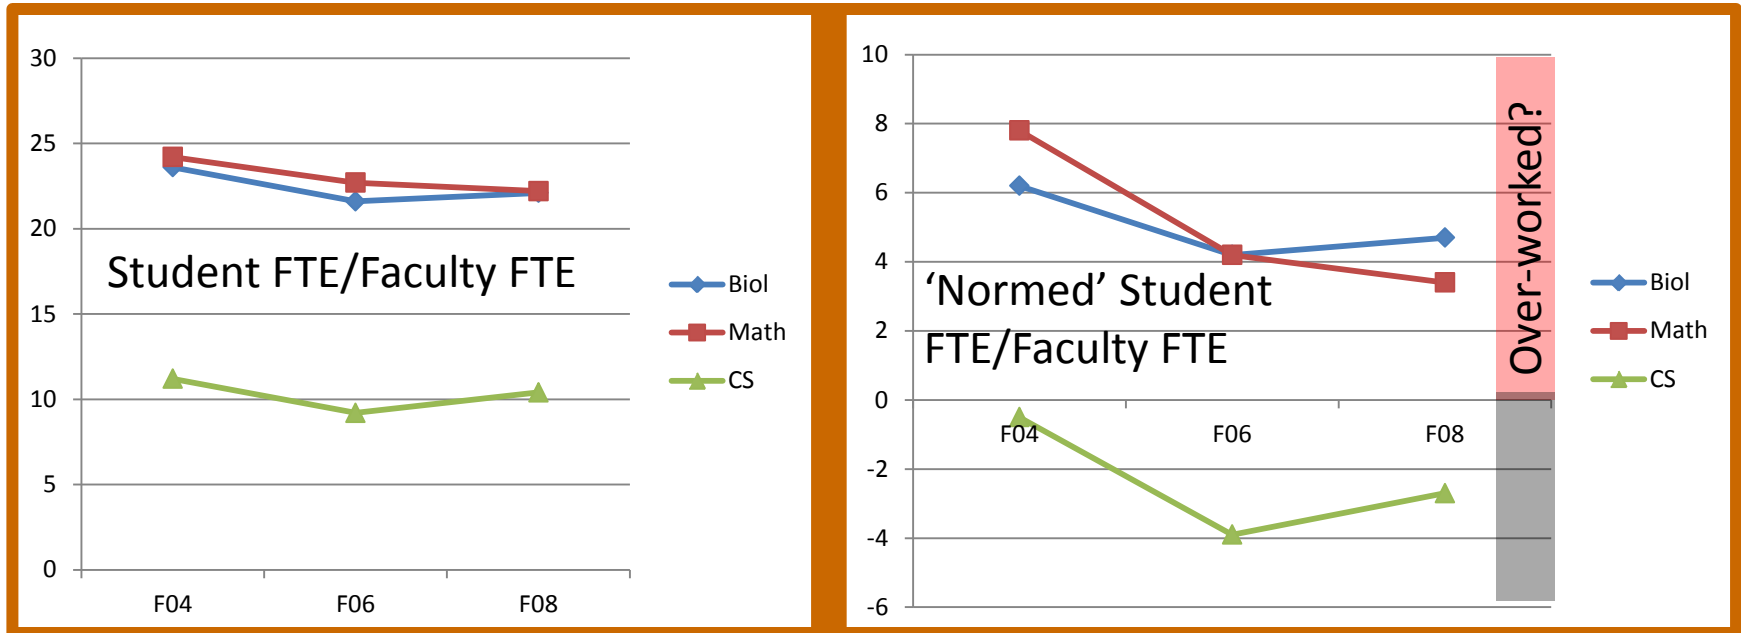 30
25
20
15
10
5
0
Student FTE/Faculty FTE
F04
F06
F08
Biol
Math
CS
10
8
6
4
2
0
-2
-4
-6
‘Normed’ Student
FTE/Faculty FTE
F04
F06
F08
Over-worked?
Biol
Math
CS